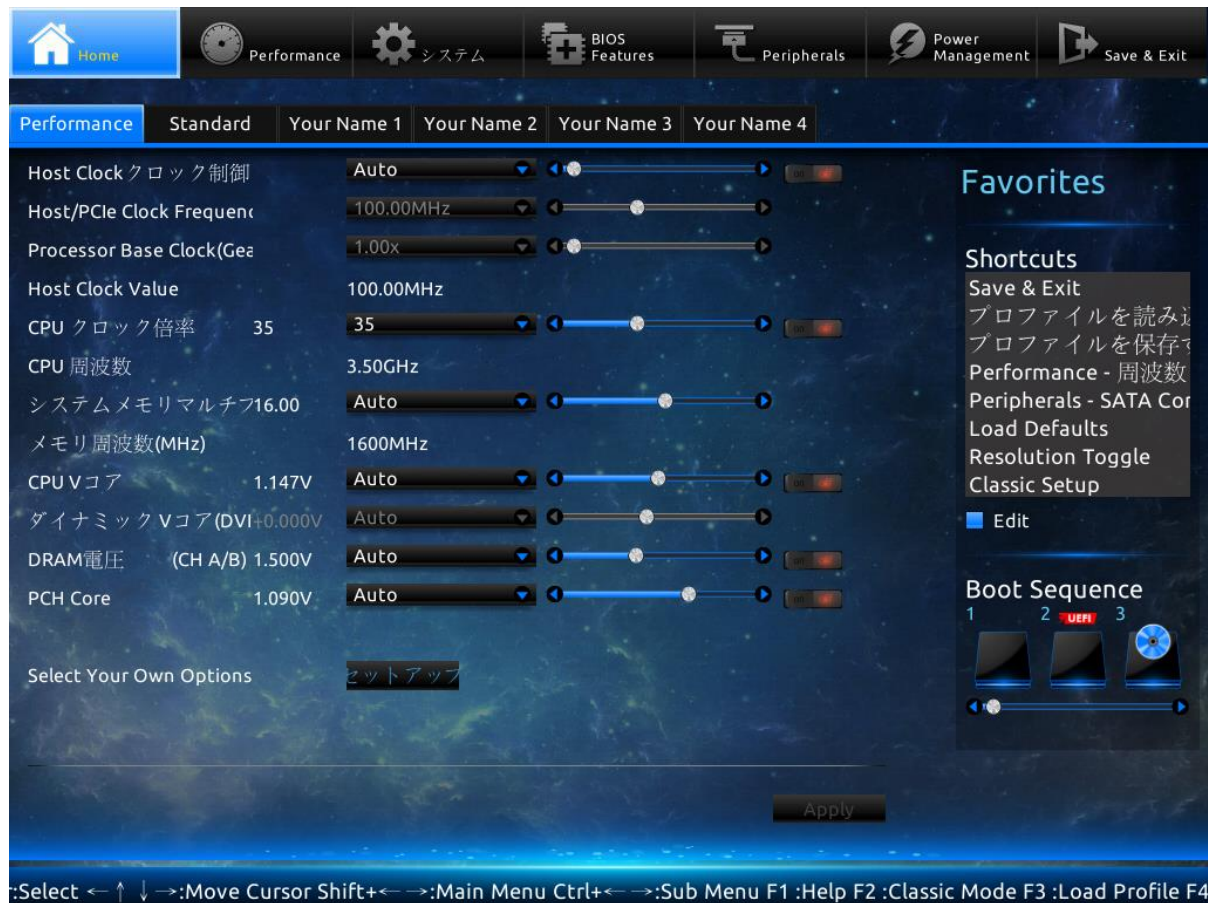 Home
Performance
システム
BIOS
Features
Peripherals
Power
Management
Save & Exit
Performance Standard Your Name 1 Your Name 2 Your Name 3 Your Name 4
Host Clockクロック制御 Auto
Host/PCIe Clock Frequenc 100.00MHz
Processor Base Clock(Gea 1.00x
Host Clock Value 100.00MHz
CPU クロック倍率 35 35
CPU 周波数 3.50GHz
システムメモリマルチプ16.00 Auto
メモリ周波数(MHz) 1600MHz
CPU Vコア 1.147V Auto
ダイナミック Vコア(DVI+0.000V Auto
DRAM電圧 (CH A/B) 1.500V Auto
PCH Core 1.090V Auto
Select Your Own Options セットアップ
Apply
Favorites
Shortcuts
Save & Exit
プロファイルを読み込
プロファイルを保存す
Performance - 周波数
Peripherals - SATA Cor
Load Defaults
Resolution Toggle
Classic Setup
Edit
Boot Sequence
1 2 UEFI 3
:Select ←↑↓→:Move Cursor Shift+←→:Main Menu Ctrl+←→:Sub Menu F1 :Help F2 :Classic Mode F3 :Load Profile F4